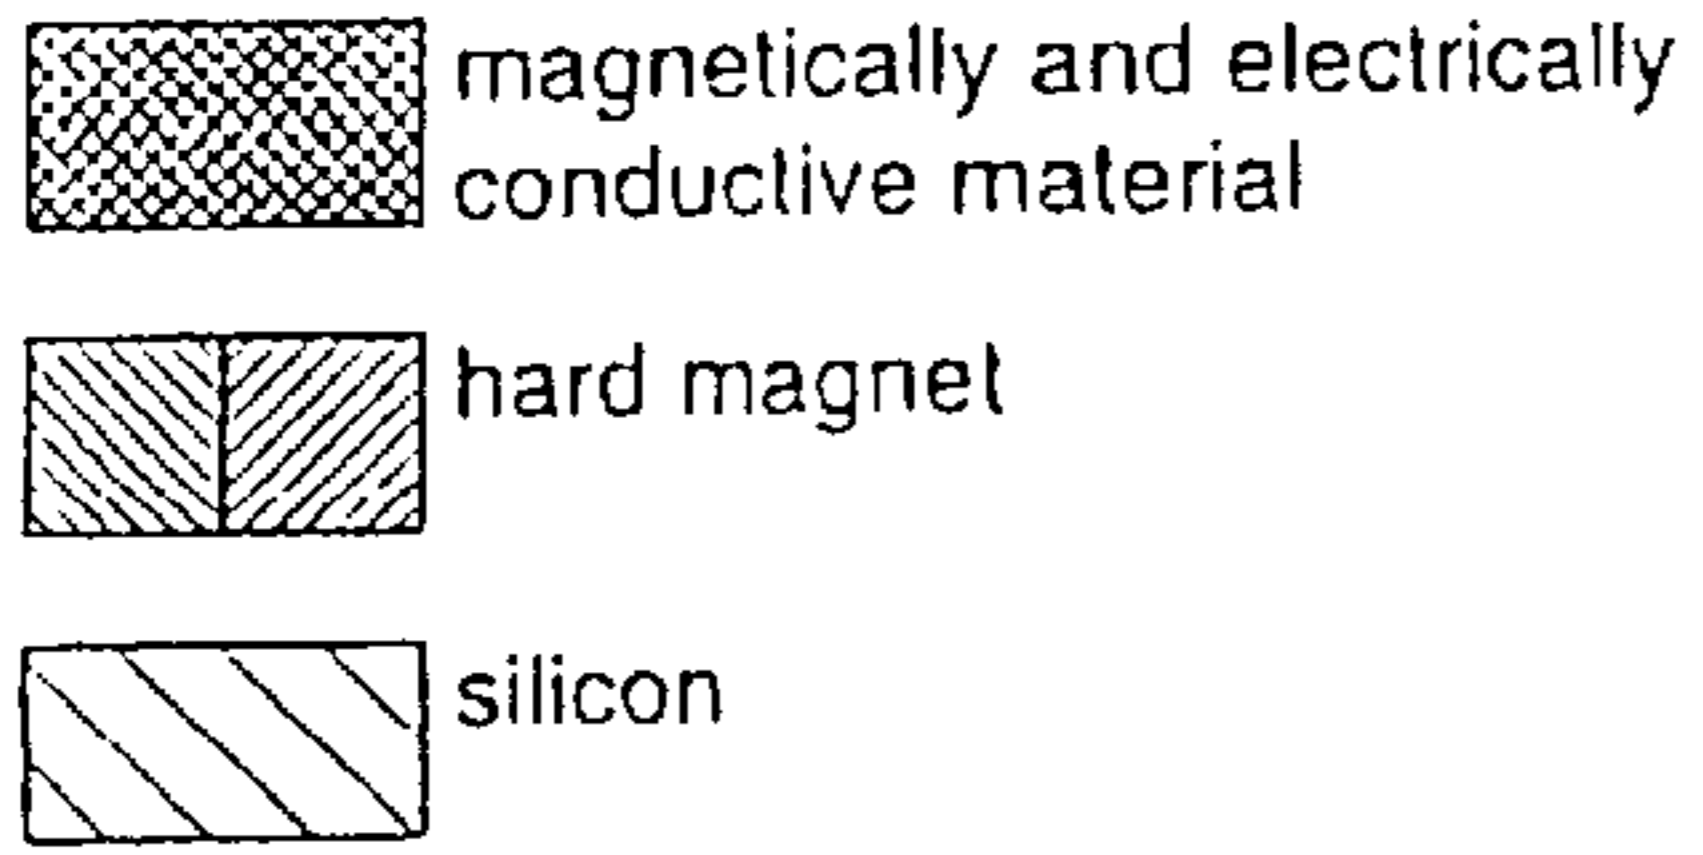 magnetically and electrically
conductive material
hard magnet
silicon